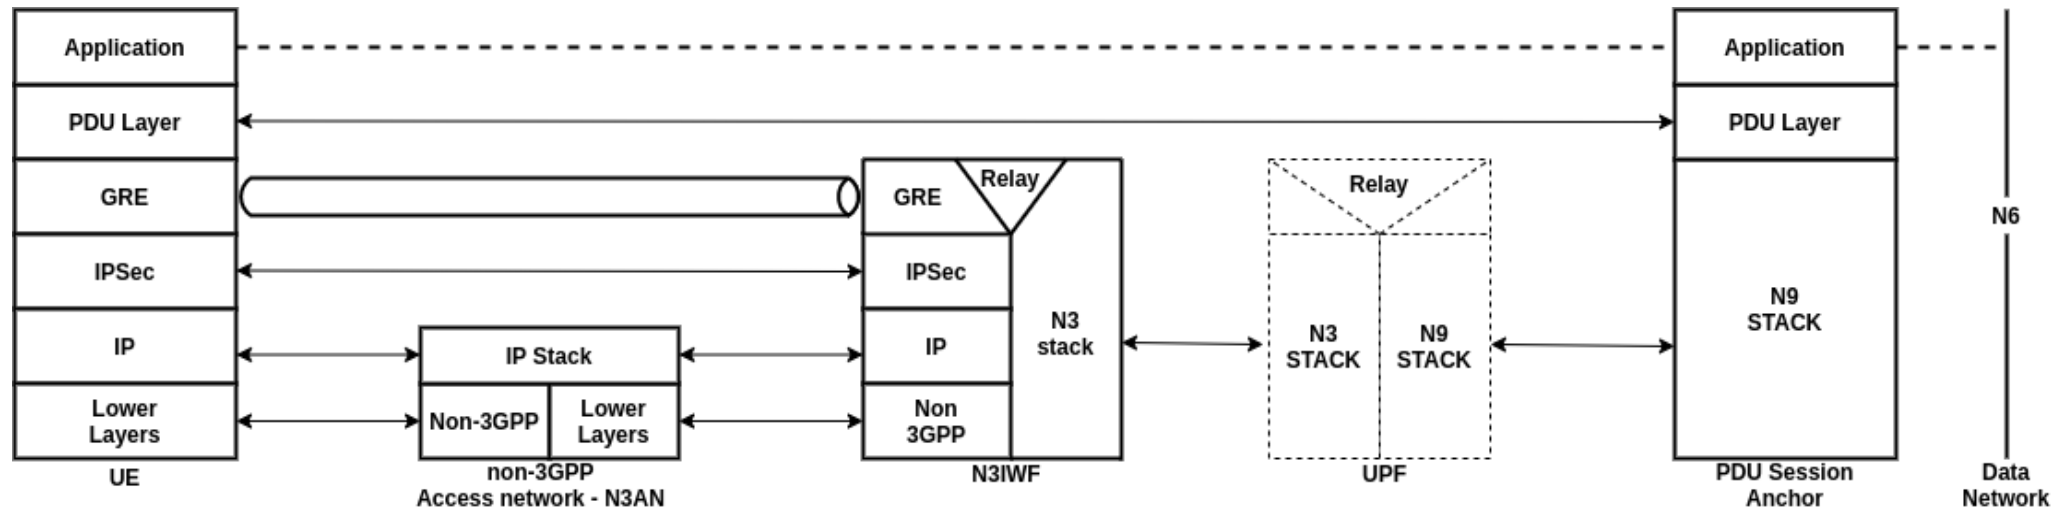 Application
PDU Layer
GRE
IPSec
IP
Lower
Layers
UE
IP Stack
Non-3GPP
Lower
Layers
non-3GPP
Access network - N3AN
GRE
Relay
IPSec
IP
Non
3GPP
N3
stack
N3IWF
Relay
N3
STACK
N9
STACK
UPF
Application
PDU Layer
N9
STACK
PDU Session
Anchor
N6
Data
Network